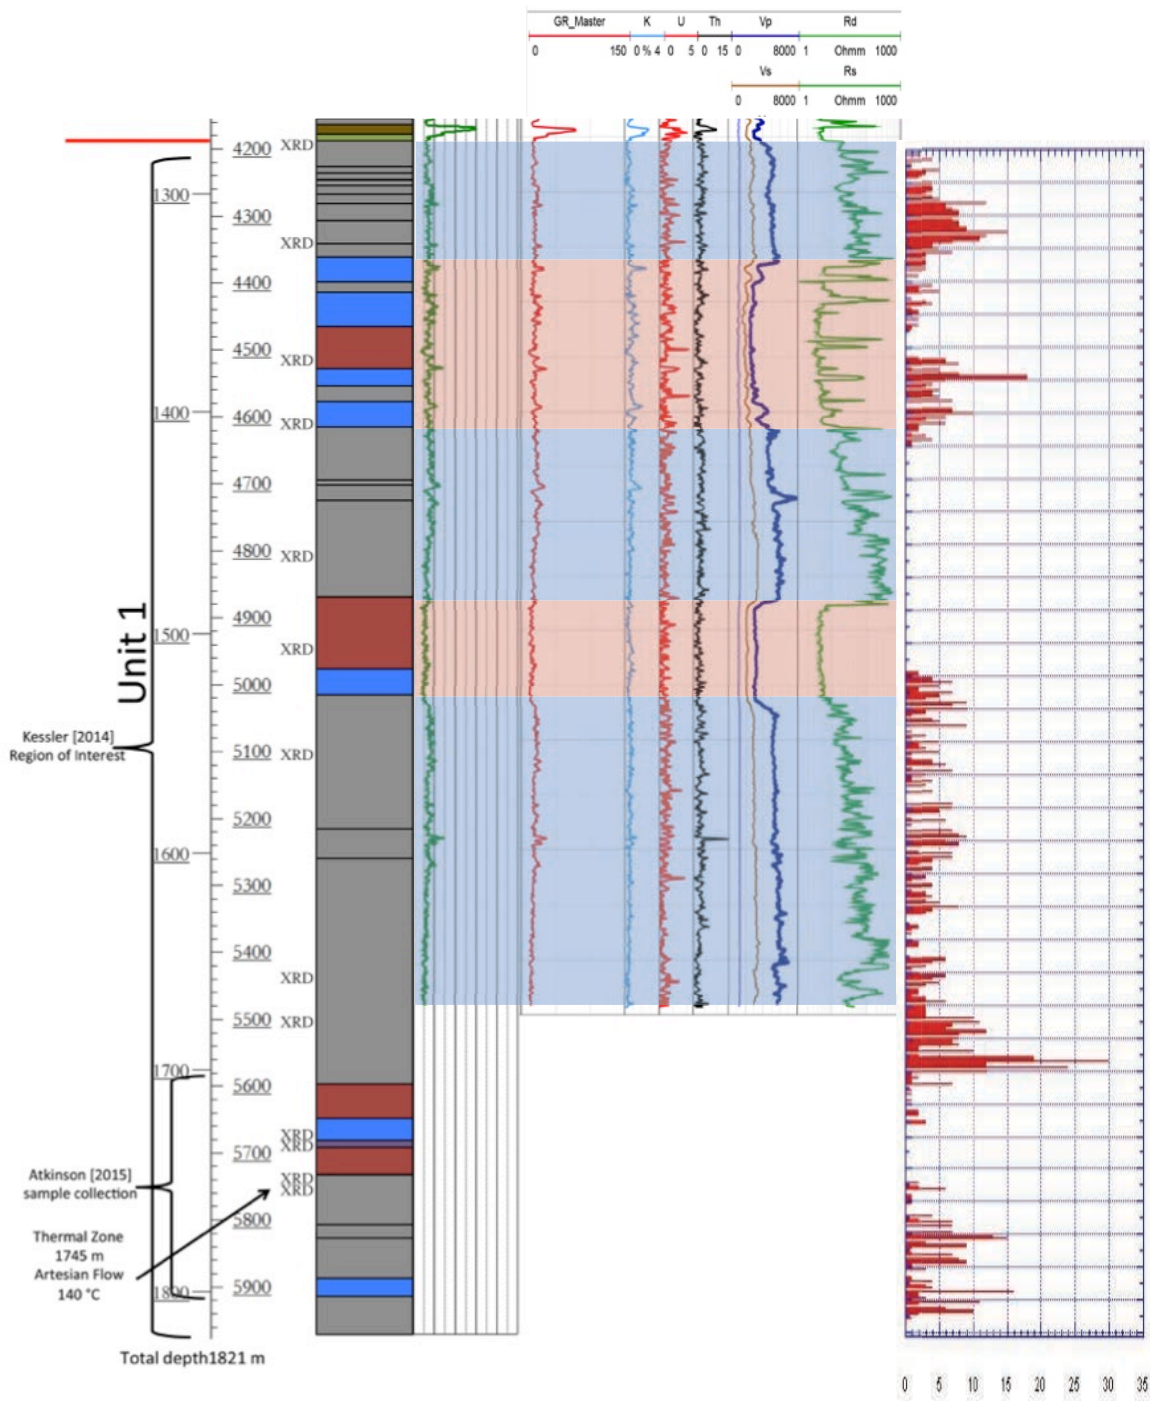 GR_Master K U Th Vp Rd
0 150 0 % 4 0 5 0 15 0 8000 1 Ohmm 1000
Vs Rs
0 8000 1 Ohmm 1000
4200 XRD
1300
4300
XRD
4400
4500
XRD
1400 4600 XRD
4700
4800 XRD
Unit 1
4900
1500
XRD
5000
Kessler [2014]
Region of Interest
5100 XRD
5200
1600
5300
5400
XRD
5500 XRD
1700
5600
XRD
XRD
5700
Atkinson [2015]
sample collection
XRD
XRD
5800
Thermal Zone
1745 m
Artesian Flow
140 °C
5900
1800
Total depth1821 m
0 5 10 15 20 25 30 35